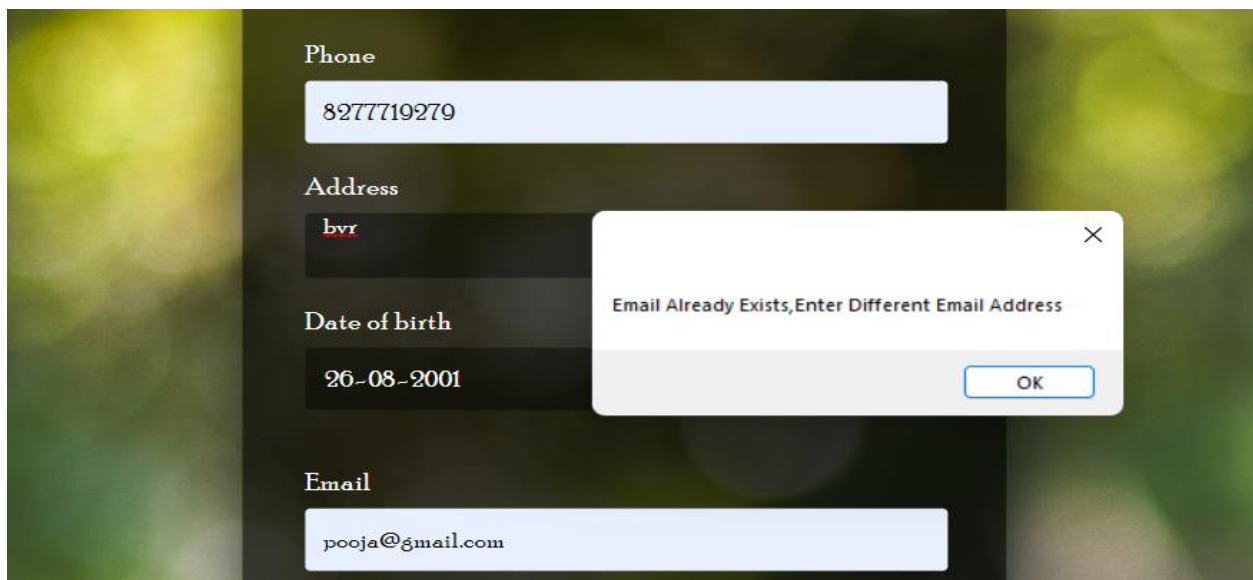 Phone
8277719279
Address
bvr
Email Already Exists,Enter Different Email Address
Date of birth
26-08-2001
OK
Email
pooja@gmail.com